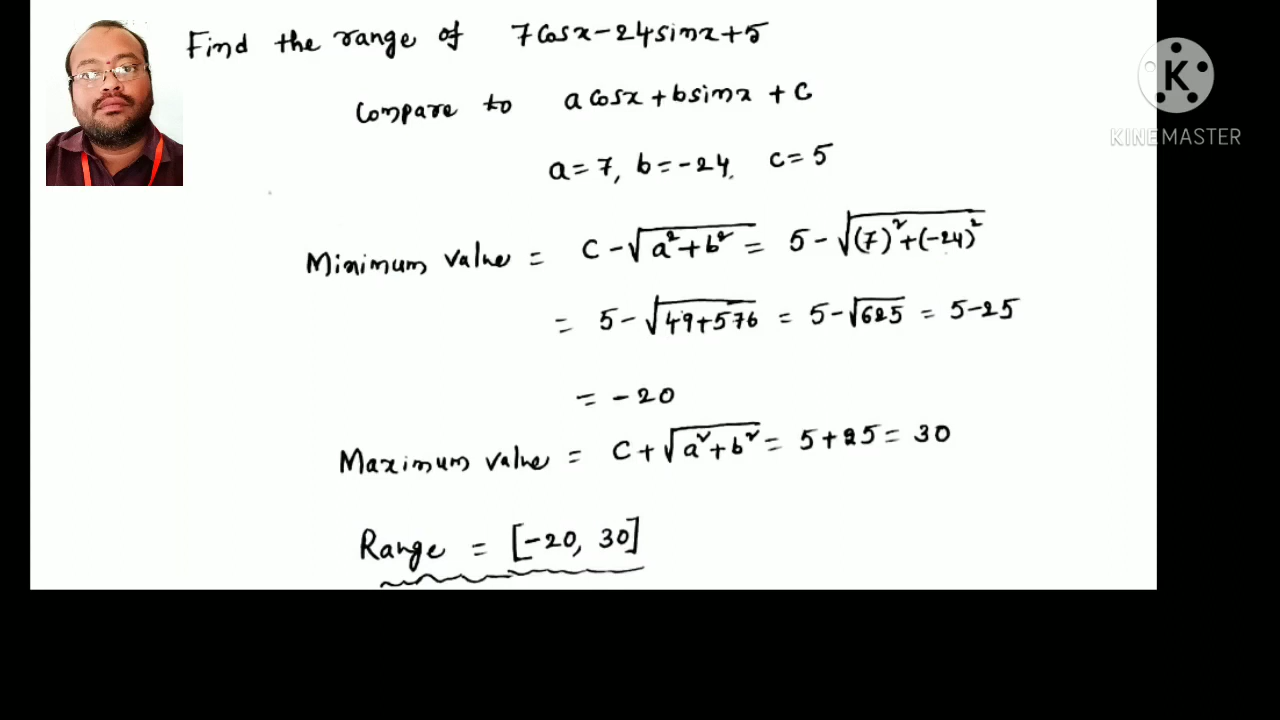 Find the range of 7cosx-24sinx+5
K
KINEMASTER
Compare to acosx+bsinx+c
a=7, b=-24, c=5
Minimum value = c-√a²+b² = 5-√(7)²+(-24)²
= 5-√49+576 = 5-√625 = 5-25
= -20
Maximum value = c+√a²+b² = 5+25 = 30
Range = [-20, 30]